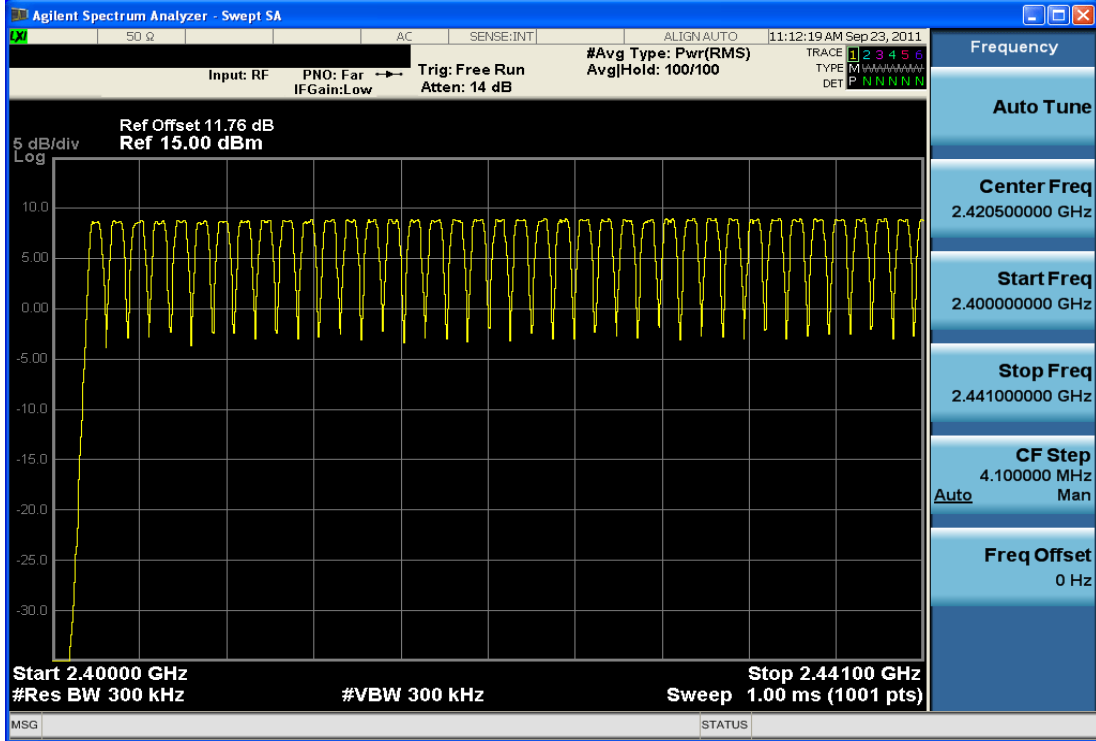 Agilent Spectrum Analyzer - Swept SA
LXI 50 Ω AC SENSE:INT ALIGN AUTO 11:12:19 AM Sep 23, 2011
#Avg Type: Pwr(RMS) TRACE 1 2 3 4 5 6
Input: RF PNO: Far Trig: Free Run Avg|Hold: 100/100 TYPE M WWWWW
IFGain:Low Atten: 14 dB DET P N N N N N
Ref Offset 11.76 dB
5 dB/div Ref 15.00 dBm
Log
10.0
5.00
0.00
-5.00
-10.0
-15.0
-20.0
-25.0
-30.0
Start 2.40000 GHz Stop 2.44100 GHz
#Res BW 300 kHz #VBW 300 kHz Sweep 1.00 ms (1001 pts)
MSG STATUS
Frequency
Auto Tune
Center Freq
2.420500000 GHz
Start Freq
2.400000000 GHz
Stop Freq
2.441000000 GHz
CF Step
4.100000 MHz
Auto Man
Freq Offset
0 Hz